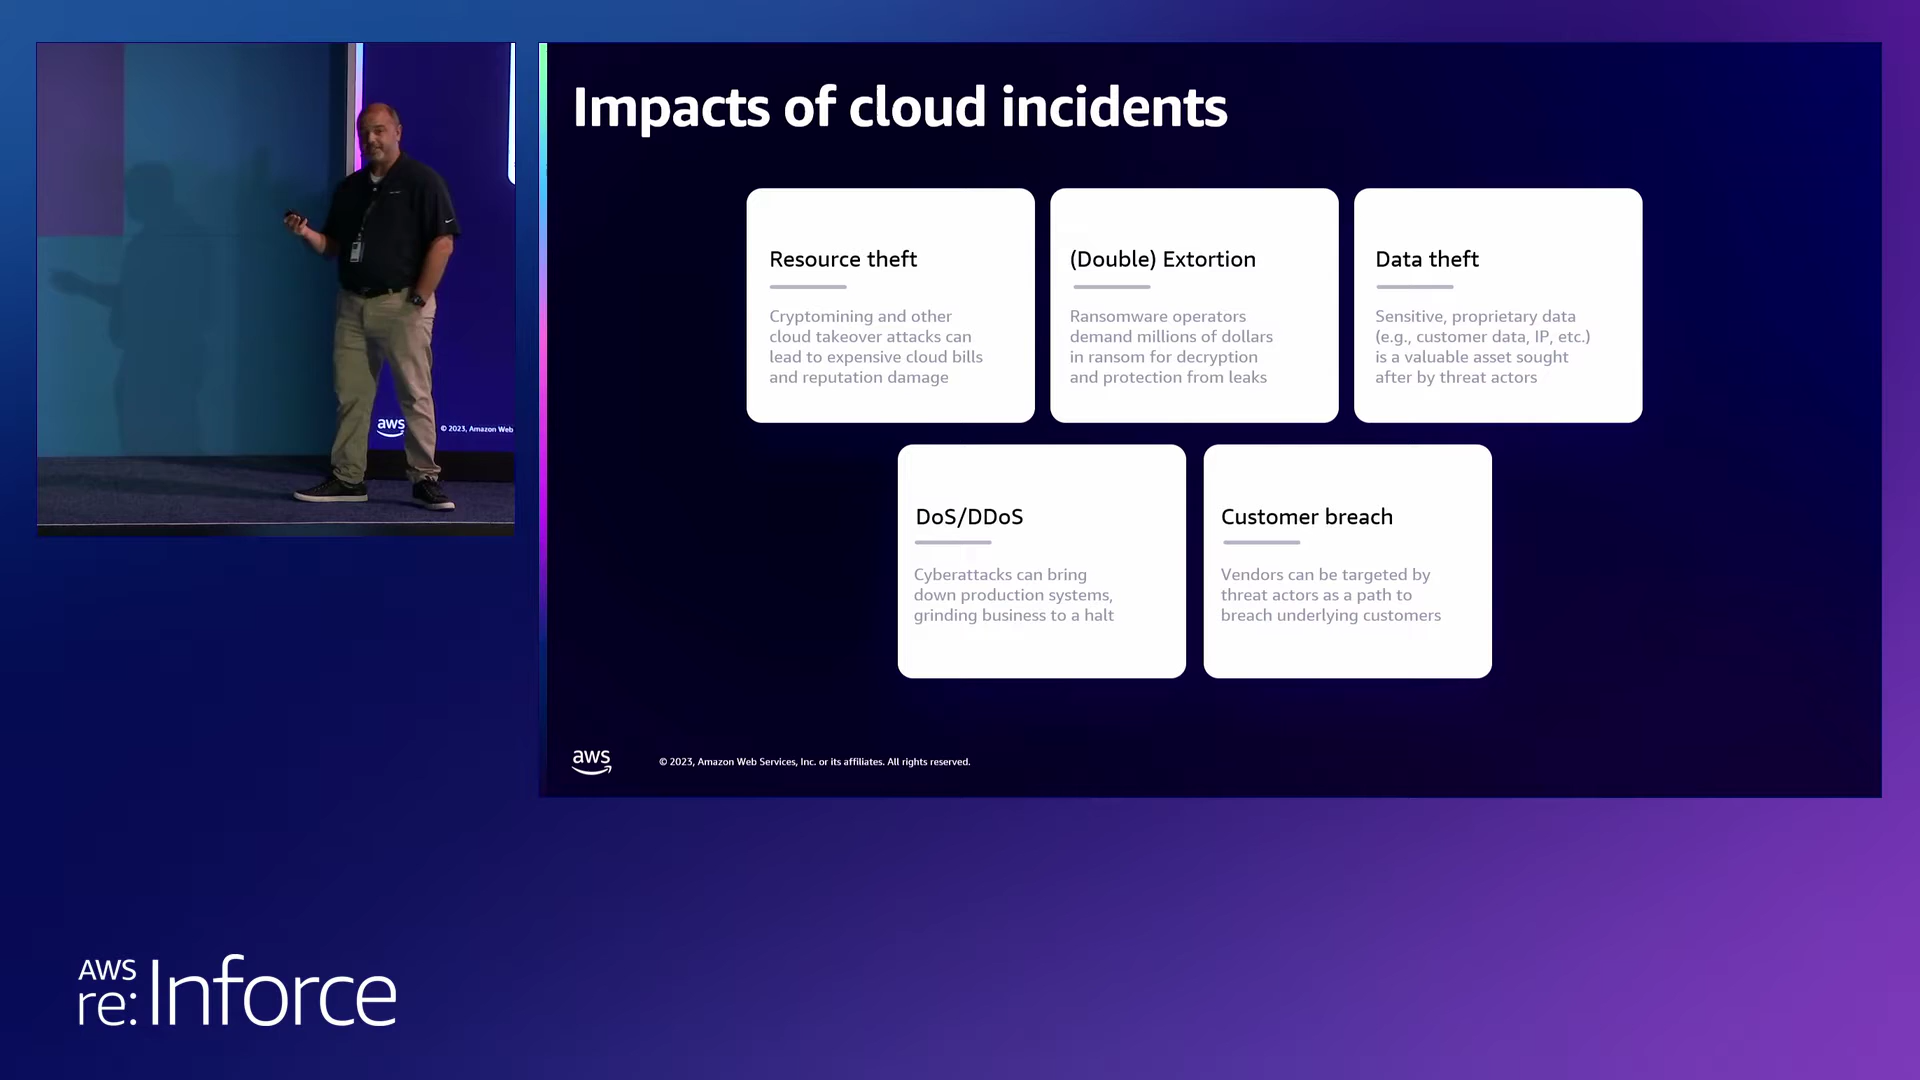 Impacts of cloud incidents
Resource theft
Cryptomining and other
cloud takeover attacks can
lead to expensive cloud bills
and reputation damage
(Double) Extortion
Ransomware operators
demand millions of dollars
in ransom for decryption
and protection from leaks
Data theft
Sensitive, proprietary data
(e.g., customer data, IP, etc.)
is a valuable asset sought
after by threat actors
DoS/DDoS
Cyberattacks can bring
down production systems,
grinding business to a halt
Customer breach
Vendors can be targeted by
threat actors as a path to
breach underlying customers
aws
© 2023, Amazon Web Services, Inc. or its affiliates. All rights reserved.
aws
© 2023, Amazon Web
AWS
re:Inforce